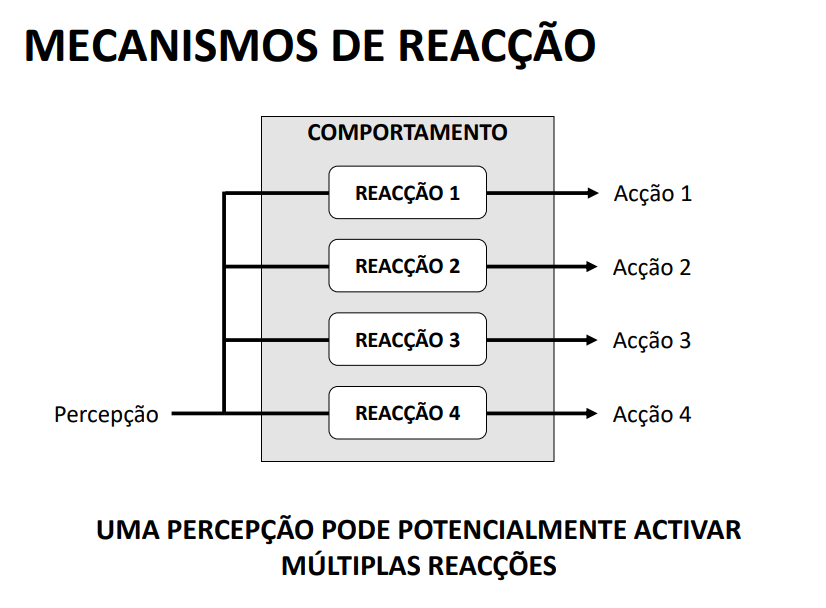 MECANISMOS DE REACÇÃO
COMPORTAMENTO
REACÇÃO 1
Acção 1
REACÇÃO 2
Acção 2
REACÇÃO 3
Acção 3
Percepção
REACÇÃO 4
Acção 4
UMA PERCEPÇÃO PODE POTENCIALMENTE ACTIVAR
MÚLTIPLAS REACÇÕES